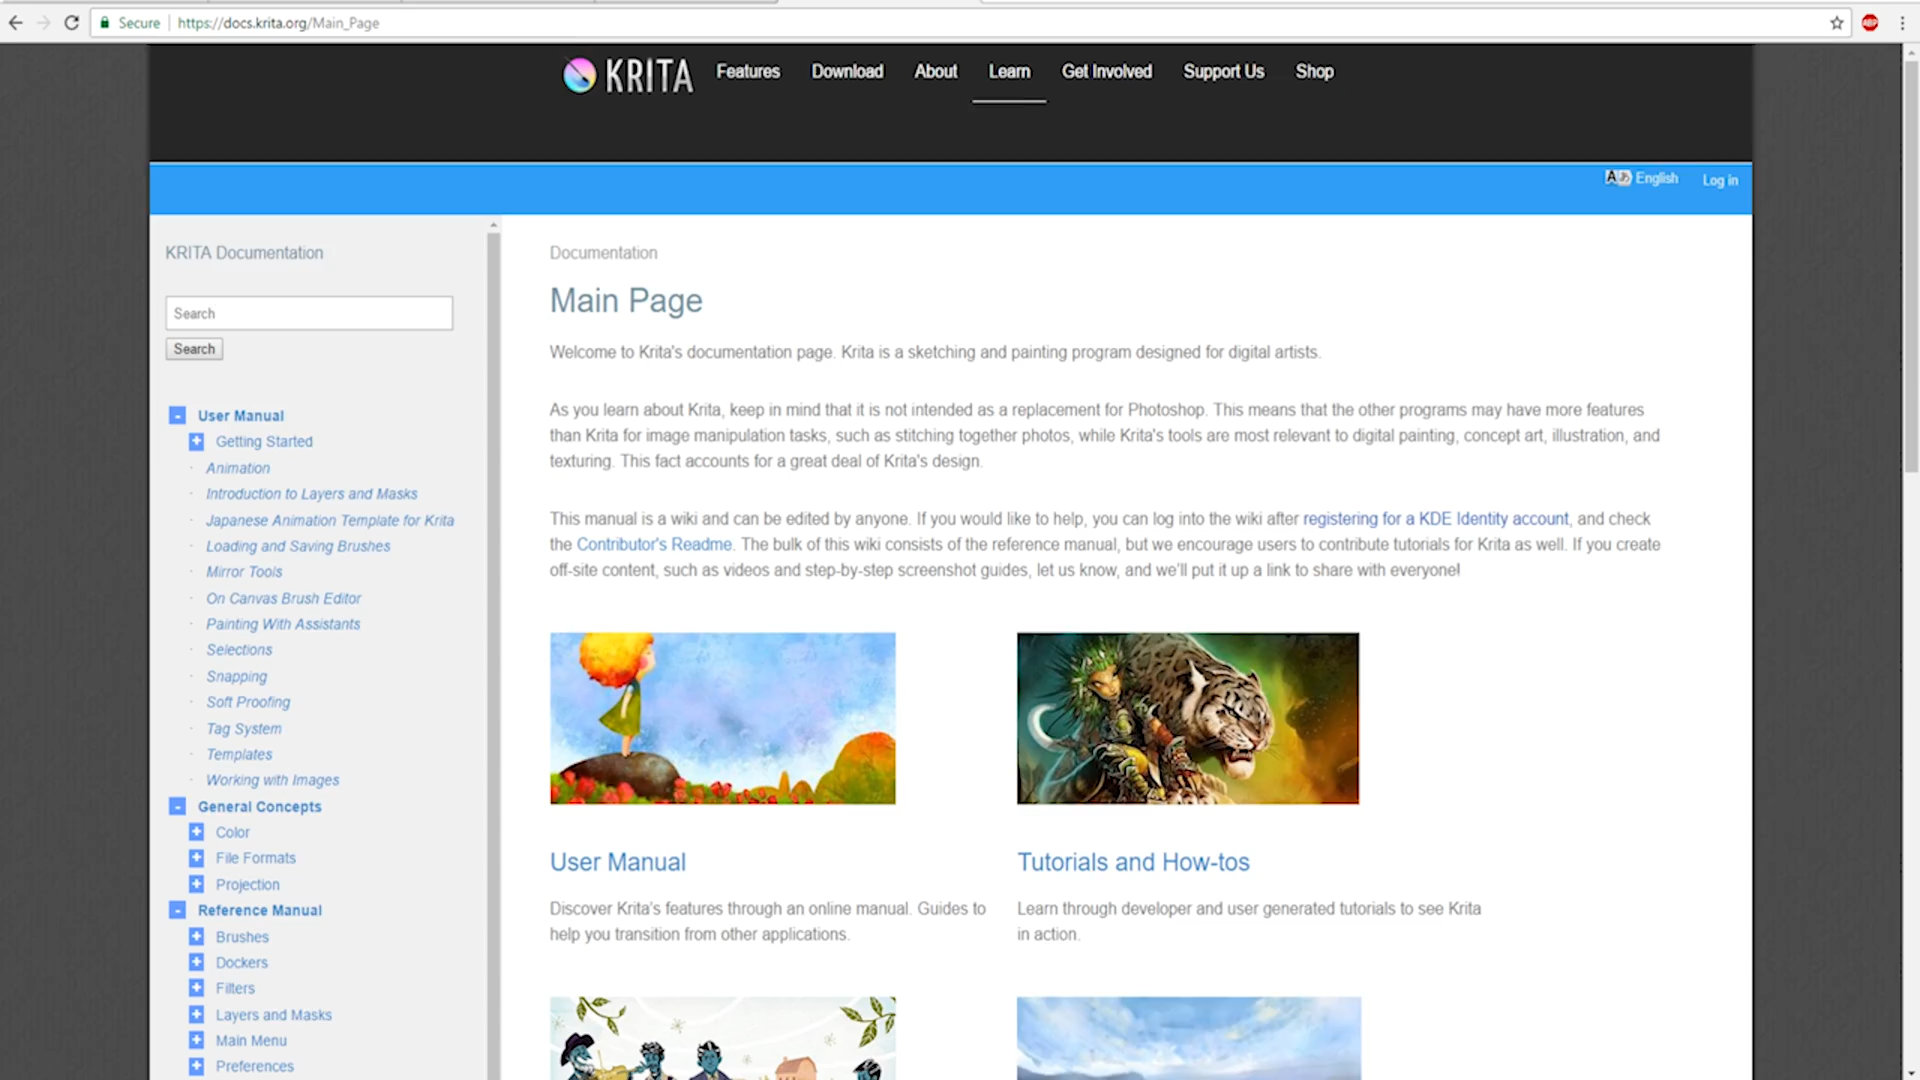 Secure https://docs.krita.org/Main_Page ABP
KRITA Features Download About Learn Get Involved Support Us Shop
English Log in
KRITA Documentation
Search
Search
- User Manual
+ Getting Started
· Animation
· Introduction to Layers and Masks
· Japanese Animation Template for Krita
· Loading and Saving Brushes
· Mirror Tools
· On Canvas Brush Editor
· Painting With Assistants
· Selections
· Snapping
· Soft Proofing
· Tag System
· Templates
· Working with Images
- General Concepts
+ Color
+ File Formats
+ Projection
- Reference Manual
+ Brushes
+ Dockers
+ Filters
+ Layers and Masks
+ Main Menu
+ Preferences
Documentation
Main Page
Welcome to Krita's documentation page. Krita is a sketching and painting program designed for digital artists.
As you learn about Krita, keep in mind that it is not intended as a replacement for Photoshop. This means that the other programs may have more features
than Krita for image manipulation tasks, such as stitching together photos, while Krita's tools are most relevant to digital painting, concept art, illustration, and
texturing. This fact accounts for a great deal of Krita's design.
This manual is a wiki and can be edited by anyone. If you would like to help, you can log into the wiki after registering for a KDE Identity account, and check
the Contributor's Readme. The bulk of this wiki consists of the reference manual, but we encourage users to contribute tutorials for Krita as well. If you create
off-site content, such as videos and step-by-step screenshot guides, let us know, and we'll put it up a link to share with everyone!
User Manual
Discover Krita's features through an online manual. Guides to
help you transition from other applications.
Tutorials and How-tos
Learn through developer and user generated tutorials to see Krita
in action.